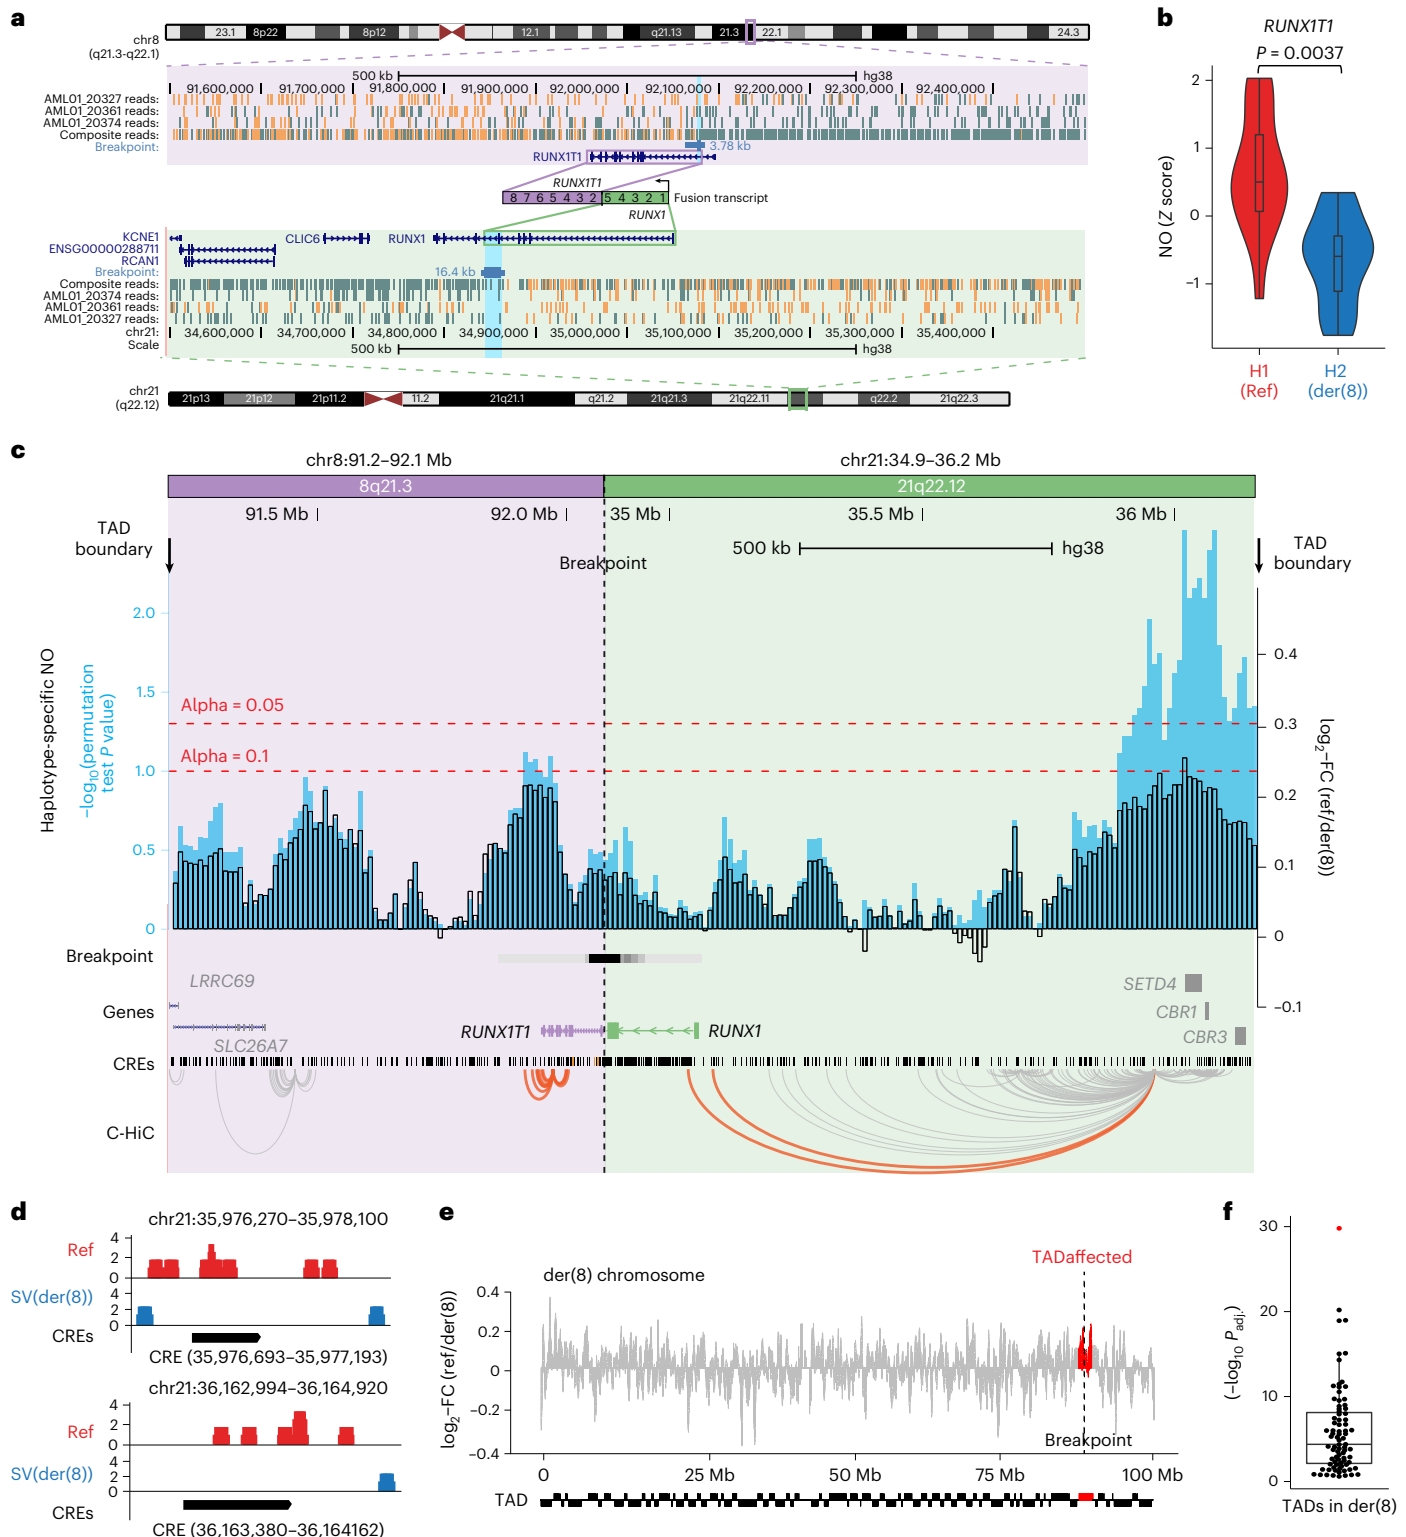 a
chr8
(q21.3-q22.1)
23.1 8p22 8p12 12.1 q21.13 21.3 22.1 24.3
500 kb hg38
91,600,000 91,700,000 91,800,000 91,900,000 92,000,000 92,100,000 92,200,000 92,300,000 92,400,000
AML01_20327 reads:
AML01_20361 reads:
AML01_20374 reads:
Composite reads:
Breakpoint: 3.78 kb
RUNX1T1
RUNX1T1
8 7 6 5 4 3 2 5 4 3 2 1 Fusion transcript
RUNX1
KCNE1 CLIC6 RUNX1
ENSG00000288711
RCAN1
Breakpoint: 16.4 kb
Composite reads:
AML01_20374 reads:
AML01_20361 reads:
AML01_20327 reads:
chr21: 34,600,000 34,700,000 34,800,000 34,900,000 35,000,000 35,100,000 35,200,000 35,300,000 35,400,000
Scale 500 kb hg38
chr21
(q22.12)
21p13 21p12 21p11.2 11.2 21q21.1 q21.2 21q21.3 21q22.11 q22.2 21q22.3
b
RUNX1T1
P = 0.0037
NO (Z score)
2
1
0
−1
H1
(Ref)
H2
(der(8))
c
chr8:91.2–92.1 Mb chr21:34.9–36.2 Mb
8q21.3 21q22.12
91.5 Mb 92.0 Mb 35 Mb 35.5 Mb 36 Mb
TAD
boundary
500 kb hg38
TAD
boundary
Breakpoint
Haplotype-specific NO
−log10(permutation
test P value)
2.0
1.5
1.0
0.5
0
Alpha = 0.05
Alpha = 0.1
0.4
0.3
0.2
0.1
0
−0.1
log2−FC (ref/der(8))
Breakpoint
LRRC69
SETD4
Genes
CBR1
RUNX1T1 RUNX1
CBR3
SLC26A7
CREs
C-HiC
d
chr21:35,976,270–35,978,100
Ref
4
2
0
SV(der(8))
4
2
0
CREs
CRE (35,976,693–35,977,193)
chr21:36,162,994–36,164,920
Ref
4
2
0
SV(der(8))
4
2
0
CREs
CRE (36,163,380–36,164162)
e
TADaffected
der(8) chromosome
log2−FC (ref/der(8))
0.4
0.2
0
−0.2
−0.4
Breakpoint
0 25 Mb 50 Mb 75 Mb 100 Mb
TAD
f
(−log10 Padj.)
30
20
10
0
TADs in der(8)